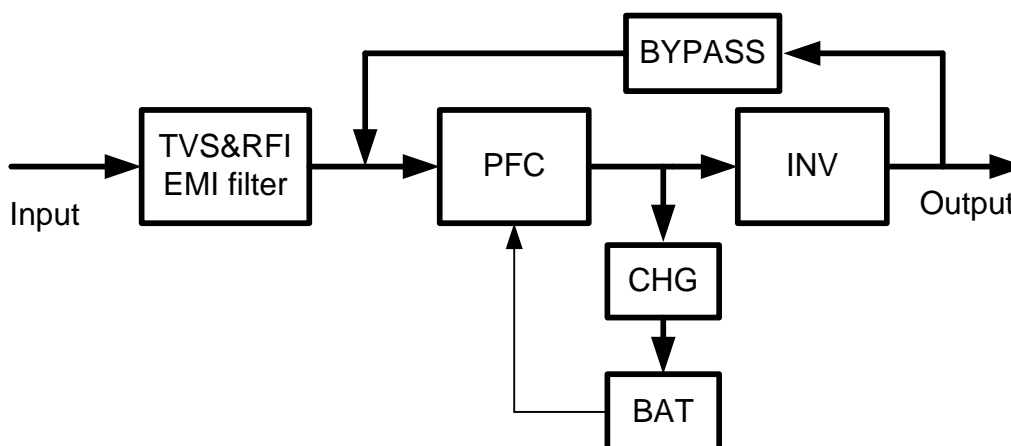 BYPASS
TVS&RFI
EMI filter
PFC
INV
Input
Output
CHG
BAT